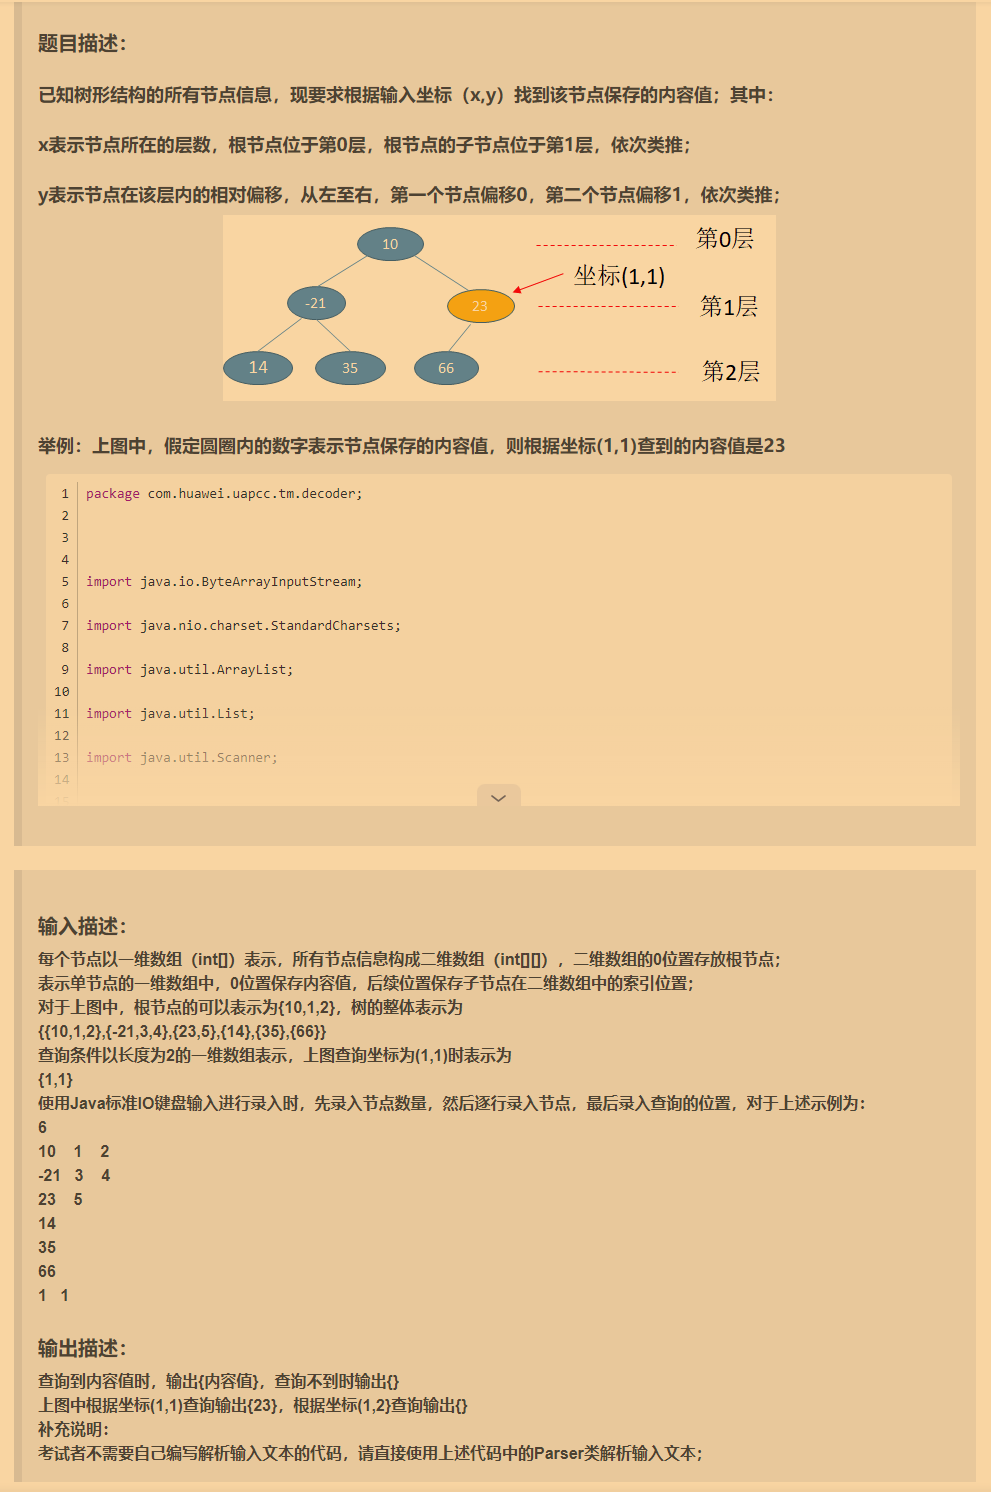 题目描述：
已知树形结构的所有节点信息，现要求根据输入坐标（x,y）找到该节点保存的内容值；其中：
x表示节点所在的层数，根节点位于第0层，根节点的子节点位于第1层，依次类推；
y表示节点在该层内的相对偏移，从左至右，第一个节点偏移0，第二个节点偏移1，依次类推；
10
第0层
坐标(1,1)
-21
23
第1层
14
35
66
第2层
举例：上图中，假定圆圈内的数字表示节点保存的内容值，则根据坐标(1,1)查到的内容值是23
1 package com.huawei.uapcc.tm.decoder;
2
3
4
5 import java.io.ByteArrayInputStream;
6
7 import java.nio.charset.StandardCharsets;
8
9 import java.util.ArrayList;
10
11 import java.util.List;
12
13 import java.util.Scanner;
14
15
输入描述：
每个节点以一维数组（int[]）表示，所有节点信息构成二维数组（int[][]），二维数组的0位置存放根节点；
表示单节点的一维数组中，0位置保存内容值，后续位置保存子节点在二维数组中的索引位置；
对于上图中，根节点的可以表示为{10,1,2}，树的整体表示为
{{10,1,2},{-21,3,4},{23,5},{14},{35},{66}}
查询条件以长度为2的一维数组表示，上图查询坐标为(1,1)时表示为
{1,1}
使用Java标准IO键盘输入进行录入时，先录入节点数量，然后逐行录入节点，最后录入查询的位置，对于上述示例为：
6
10 1 2
-21 3 4
23 5
14
35
66
1 1
输出描述：
查询到内容值时，输出{内容值}，查询不到时输出{}
上图中根据坐标(1,1)查询输出{23}，根据坐标(1,2}查询输出{}
补充说明：
考试者不需要自己编写解析输入文本的代码，请直接使用上述代码中的Parser类解析输入文本；